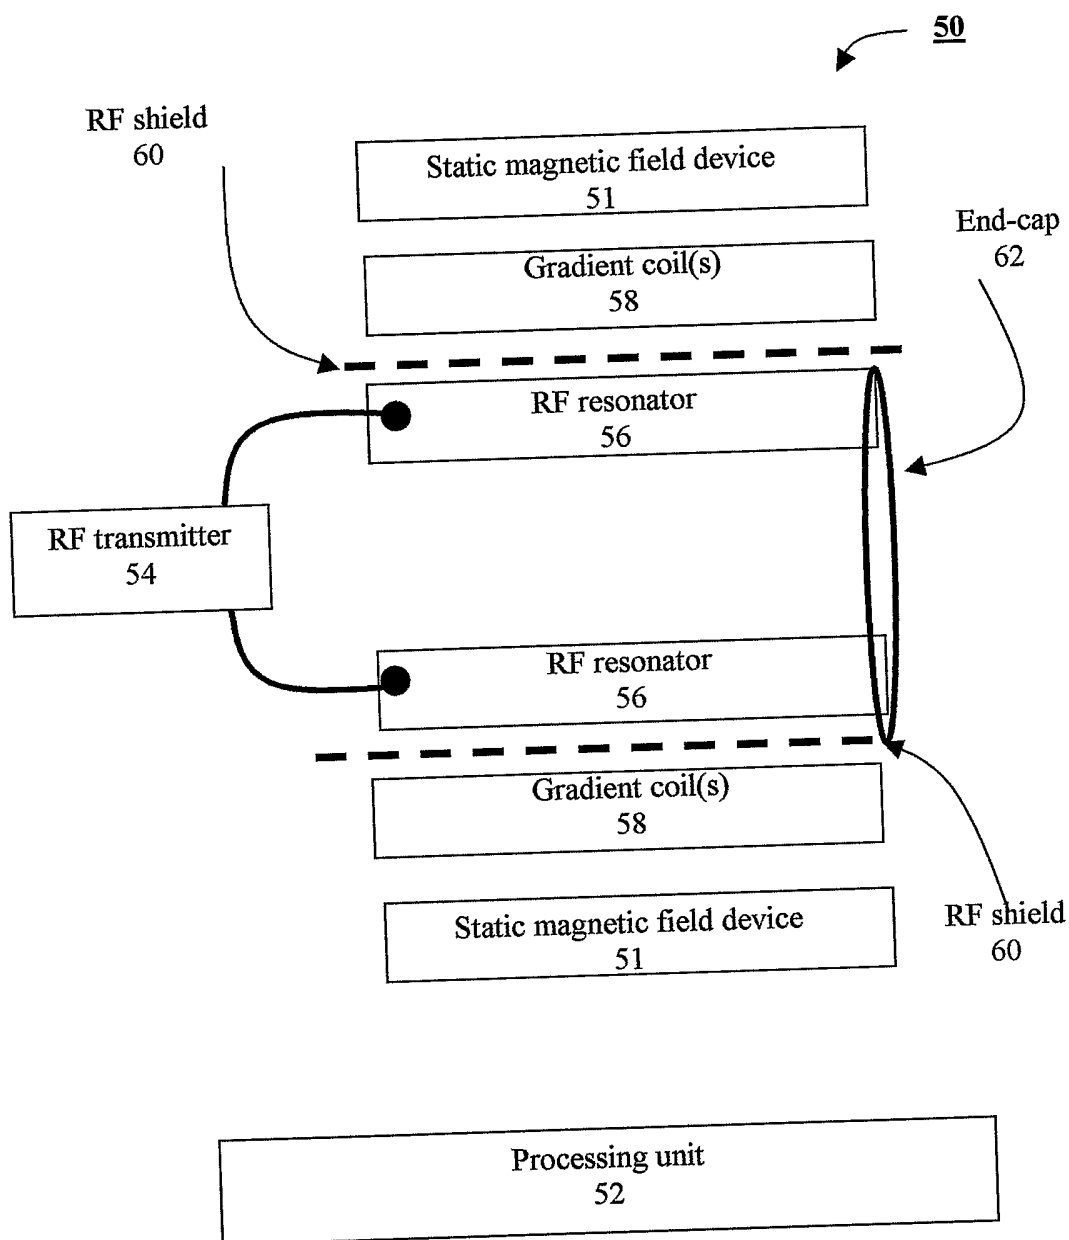 50
RF shield
60
Static magnetic field device
51
End-cap
62
Gradient coil(s)
58
RF resonator
56
RF transmitter
54
RF resonator
56
Gradient coil(s)
58
Static magnetic field device
51
RF shield
60
Processing unit
52